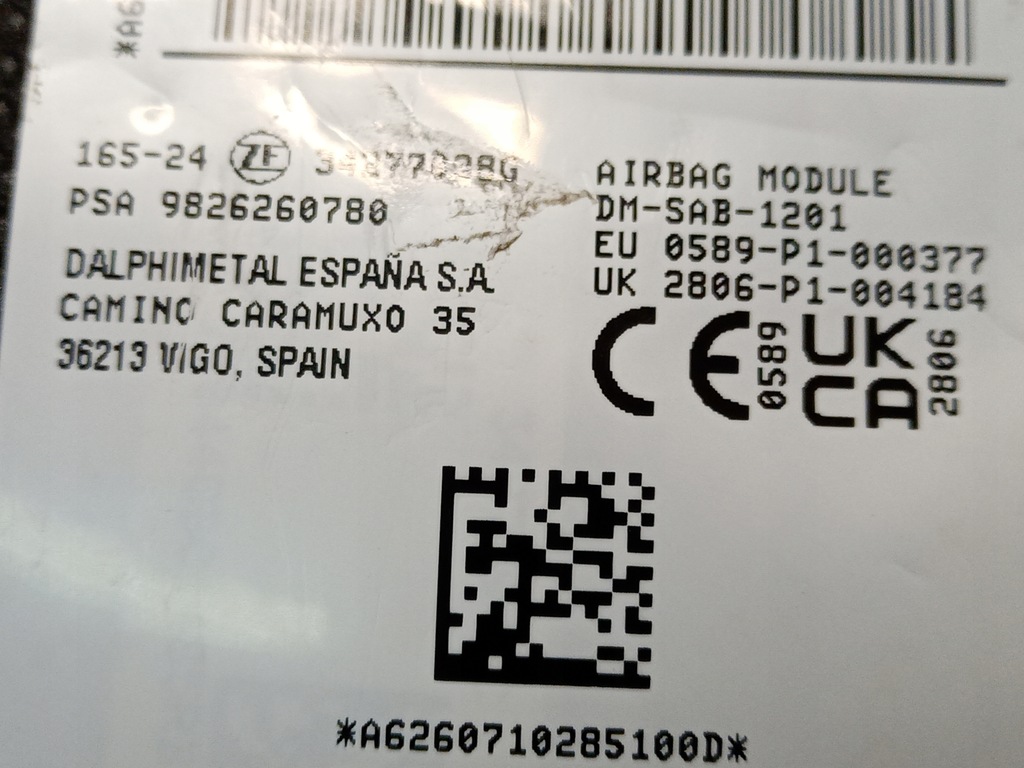 *A6
165-24 ZF
PSA 9826260780
DALPHIMETAL ESPAÑA S.A.
CAMINO CARAMUXO 35
36213 VIGO, SPAIN
AIRBAG MODULE
DM-SAB-1201
EU 0589-P1-000377
UK 2806-P1-004184
CE 0589
UK
CA 2806
*A6260710285100D*